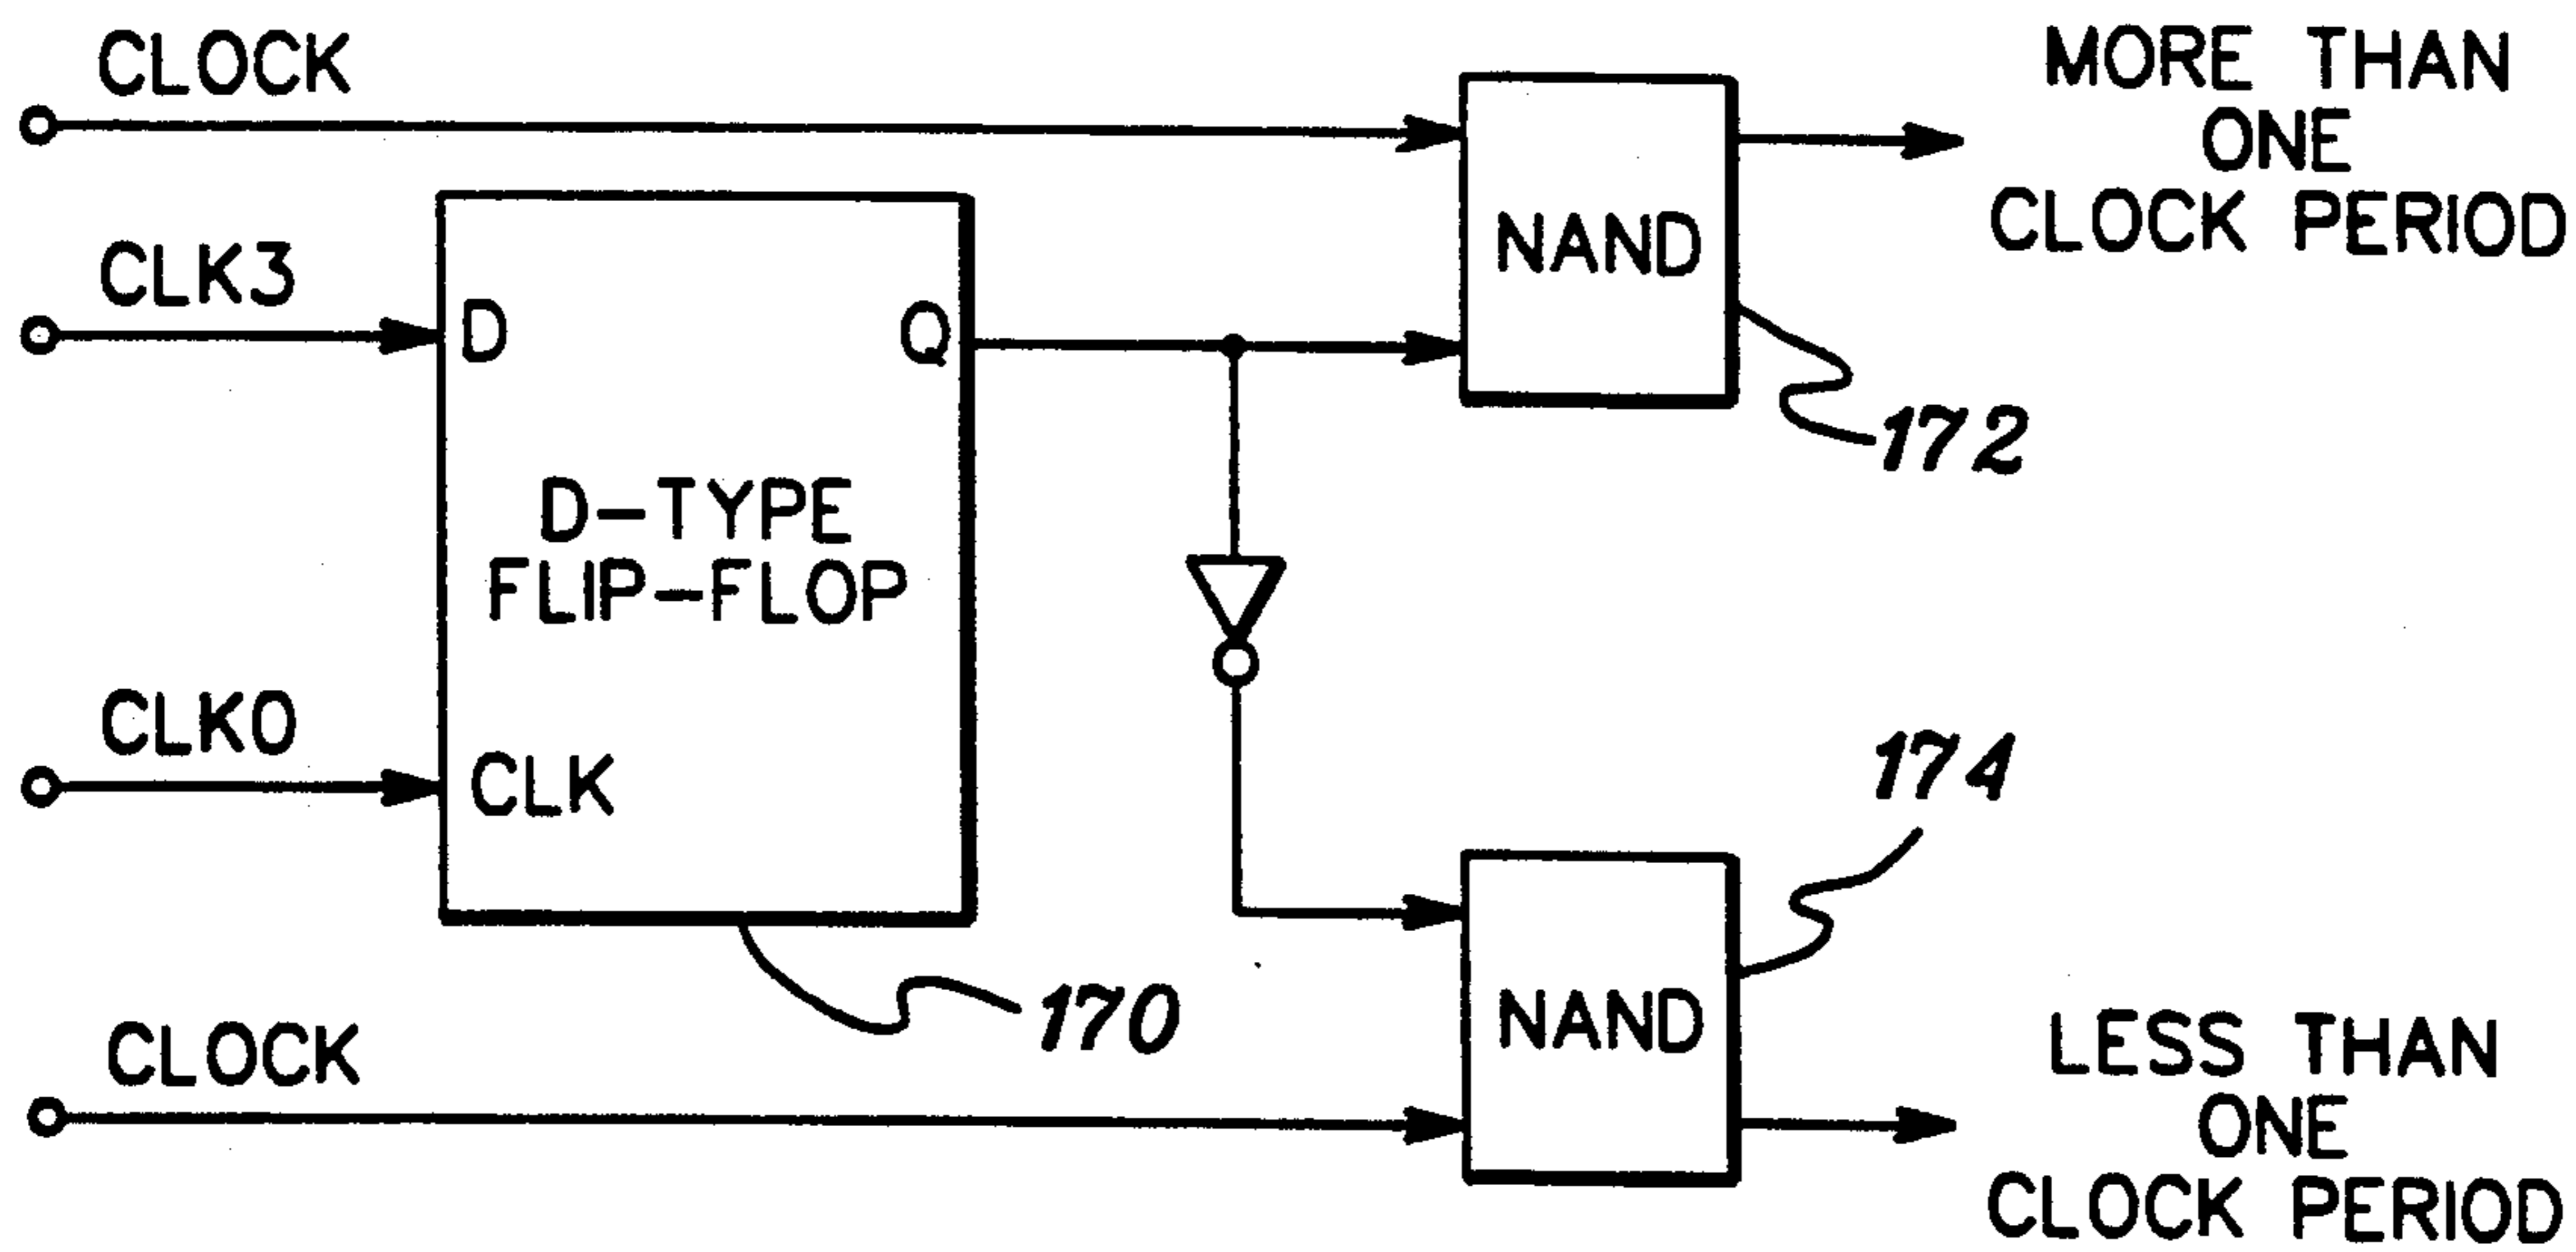 CLOCK
MORE THAN
ONE
CLOCK PERIOD
CLK3
D
Q
NAND
172
D-TYPE
FLIP-FLOP
CLK0
CLK
174
170
NAND
CLOCK
LESS THAN
ONE
CLOCK PERIOD